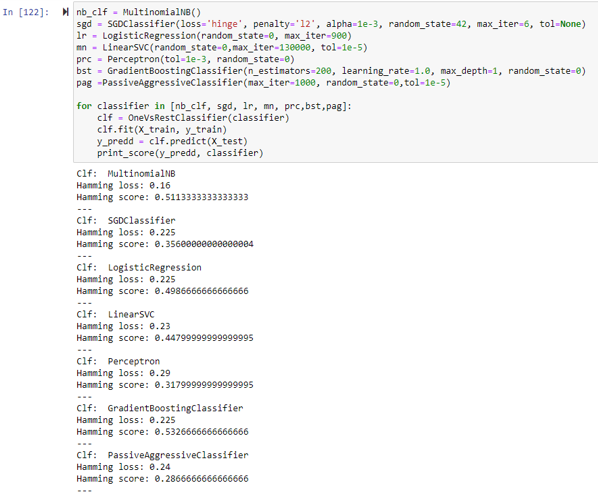 In [122]:
nb_clf = MultinomialNB()
sgd = SGDClassifier(loss='hinge', penalty='l2', alpha=1e-3, random_state=42, max_iter=6, tol=None)
lr = LogisticRegression(random_state=0, max_iter=900)
mn = LinearSVC(random_state=0,max_iter=130000, tol=1e-5)
prc = Perceptron(tol=1e-3, random_state=0)
bst = GradientBoostingClassifier(n_estimators=200, learning_rate=1.0, max_depth=1, random_state=0)
pag =PassiveAggressiveClassifier(max_iter=1000, random_state=0,tol=1e-5)
for classifier in [nb_clf, sgd, lr, mn, prc,bst,pag]:
    clf = OneVsRestClassifier(classifier)
    clf.fit(X_train, y_train)
    y_predd = clf.predict(X_test)
    print_score(y_predd, classifier)
Clf:  MultinomialNB
Hamming loss: 0.16
Hamming score: 0.5113333333333333
---
Clf:  SGDClassifier
Hamming loss: 0.225
Hamming score: 0.35600000000000004
---
Clf:  LogisticRegression
Hamming loss: 0.225
Hamming score: 0.4986666666666666
---
Clf:  LinearSVC
Hamming loss: 0.23
Hamming score: 0.44799999999999995
---
Clf:  Perceptron
Hamming loss: 0.29
Hamming score: 0.31799999999999995
---
Clf:  GradientBoostingClassifier
Hamming loss: 0.225
Hamming score: 0.5326666666666666
---
Clf:  PassiveAggressiveClassifier
Hamming loss: 0.24
Hamming score: 0.2866666666666666
---